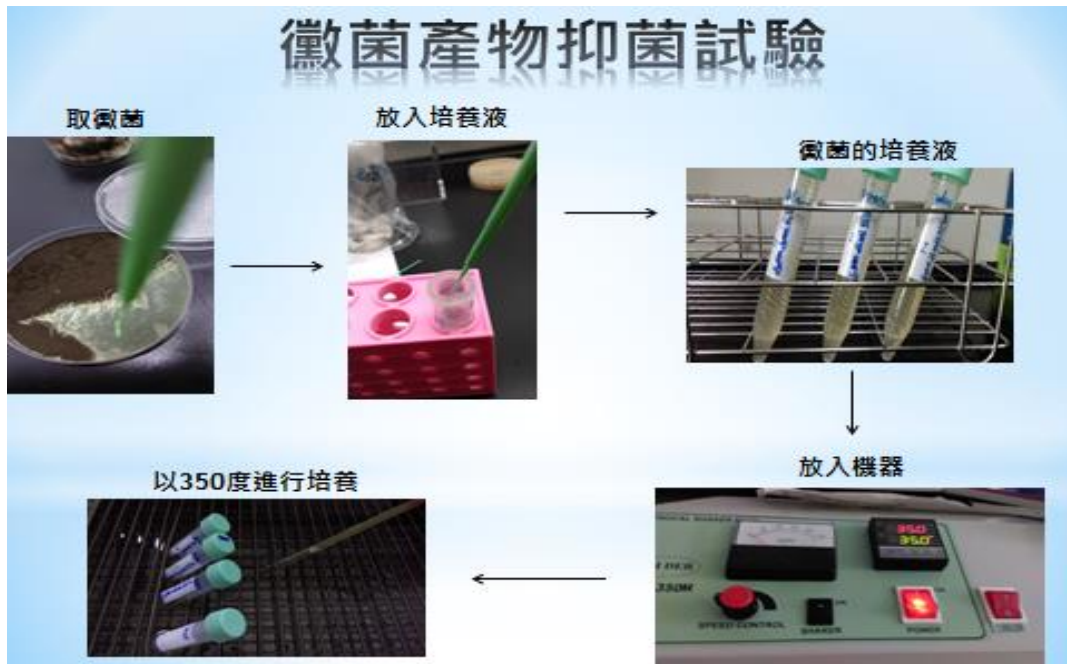 黴菌產物抑菌試驗
取黴菌
放入培養液
黴菌的培養液
放入機器
以350度進行培養
350
350
350M
SPEED CONTROL
SHAKER
POWER